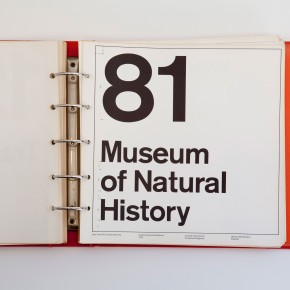 81
Museum
of Natural
History